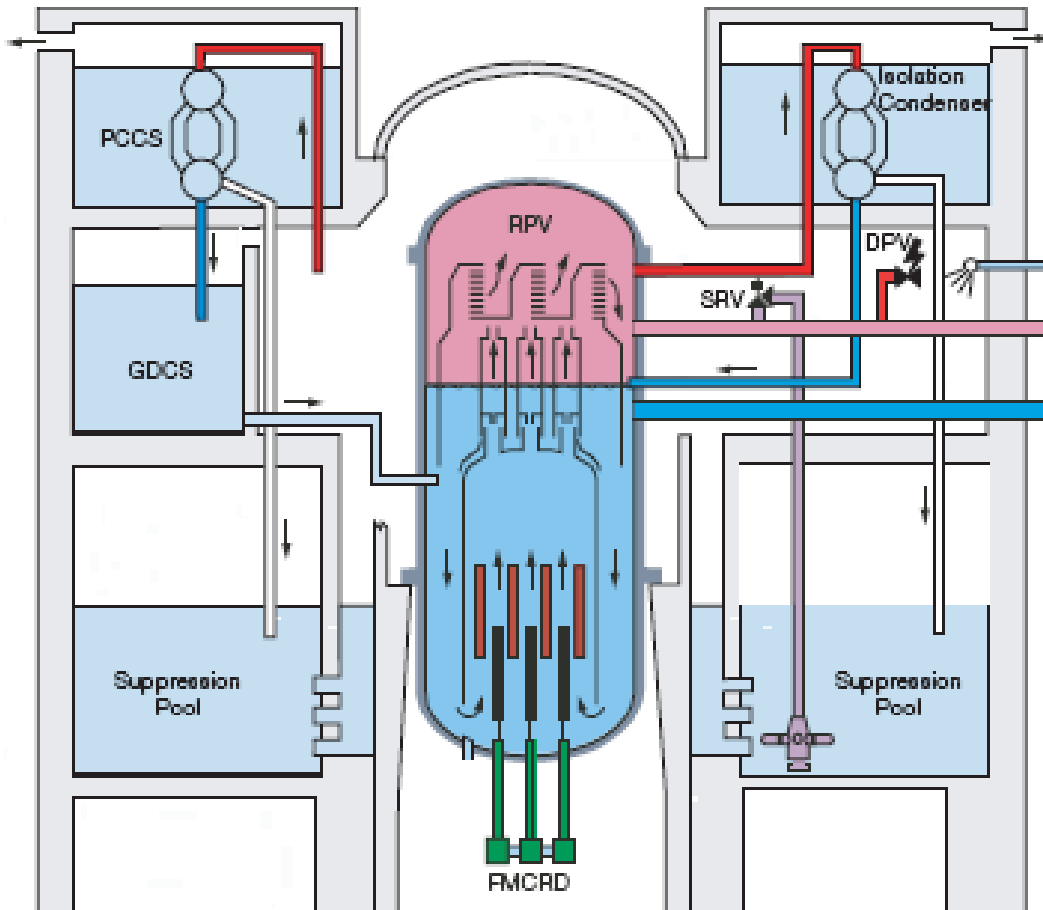 Isolation
Condenser
PCCS
RPV
DPV
SRV
GDCS
Suppression
Pool
Suppression
Pool
FMCRD